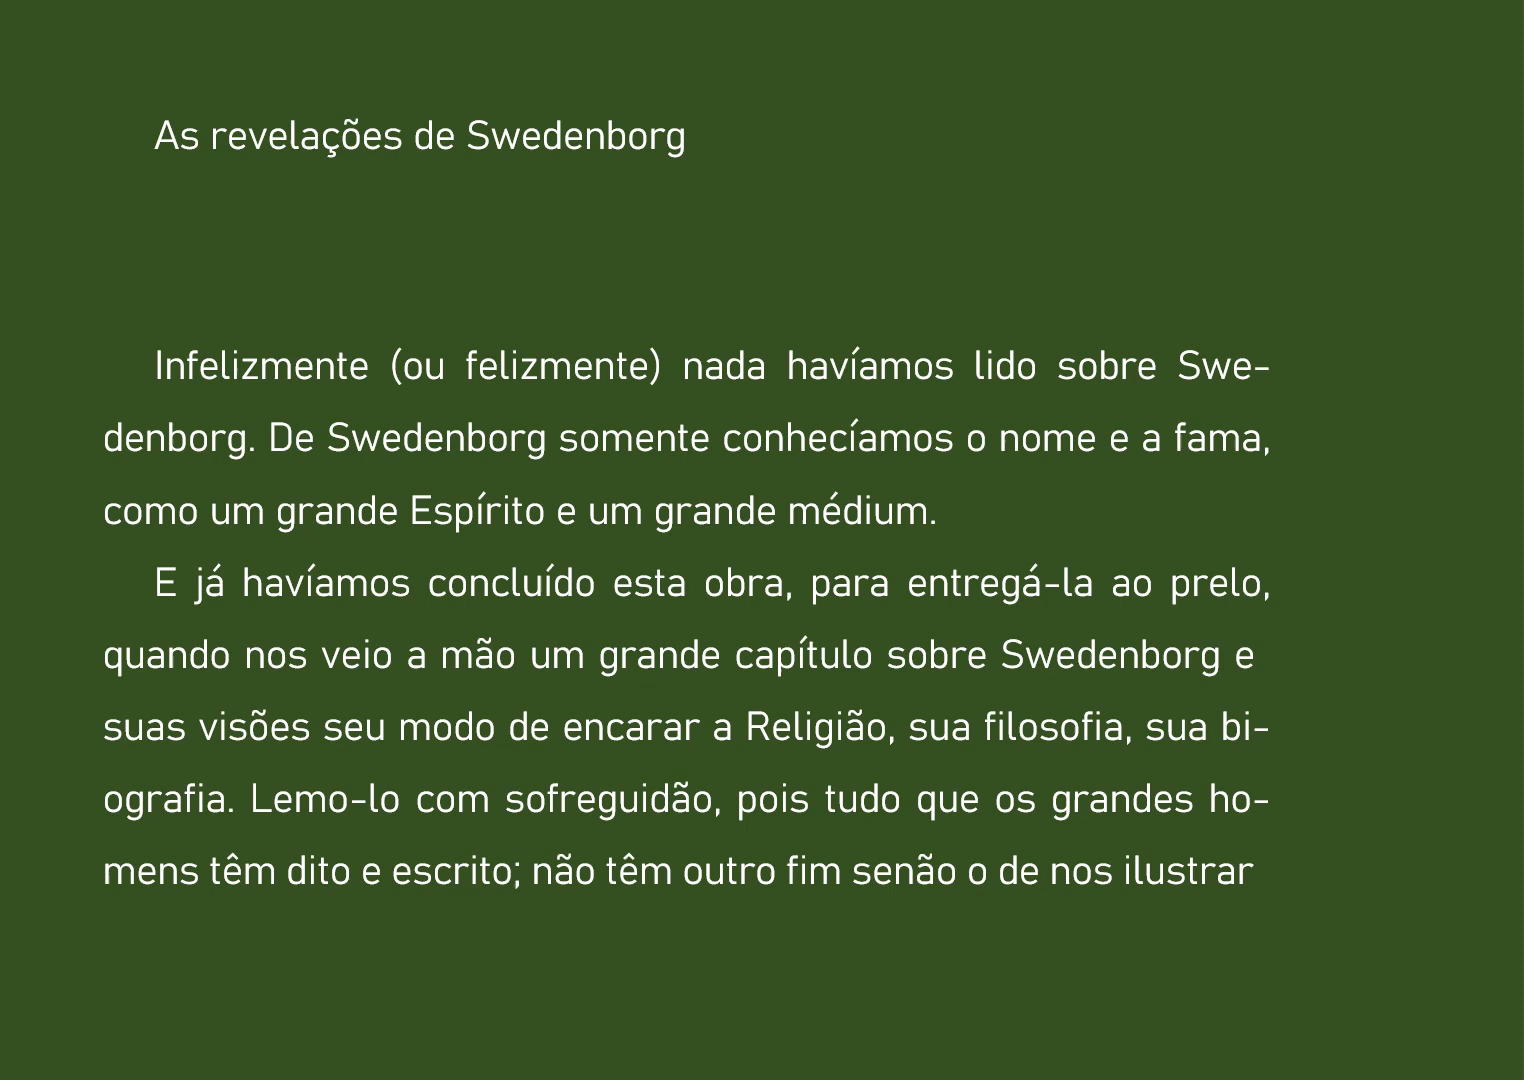 As revelações de Swedenborg
Infelizmente (ou felizmente) nada havíamos lido sobre Swe-
denborg. De Swedenborg somente conhecíamos o nome e a fama,
como um grande Espírito e um grande médium.
E já havíamos concluído esta obra, para entregá-la ao prelo,
quando nos veio a mão um grande capítulo sobre Swedenborg e
suas visões seu modo de encarar a Religião, sua filosofia, sua bi-
ografia. Lemo-lo com sofreguidão, pois tudo que os grandes ho-
mens têm dito e escrito; não têm outro fim senão o de nos ilustrar